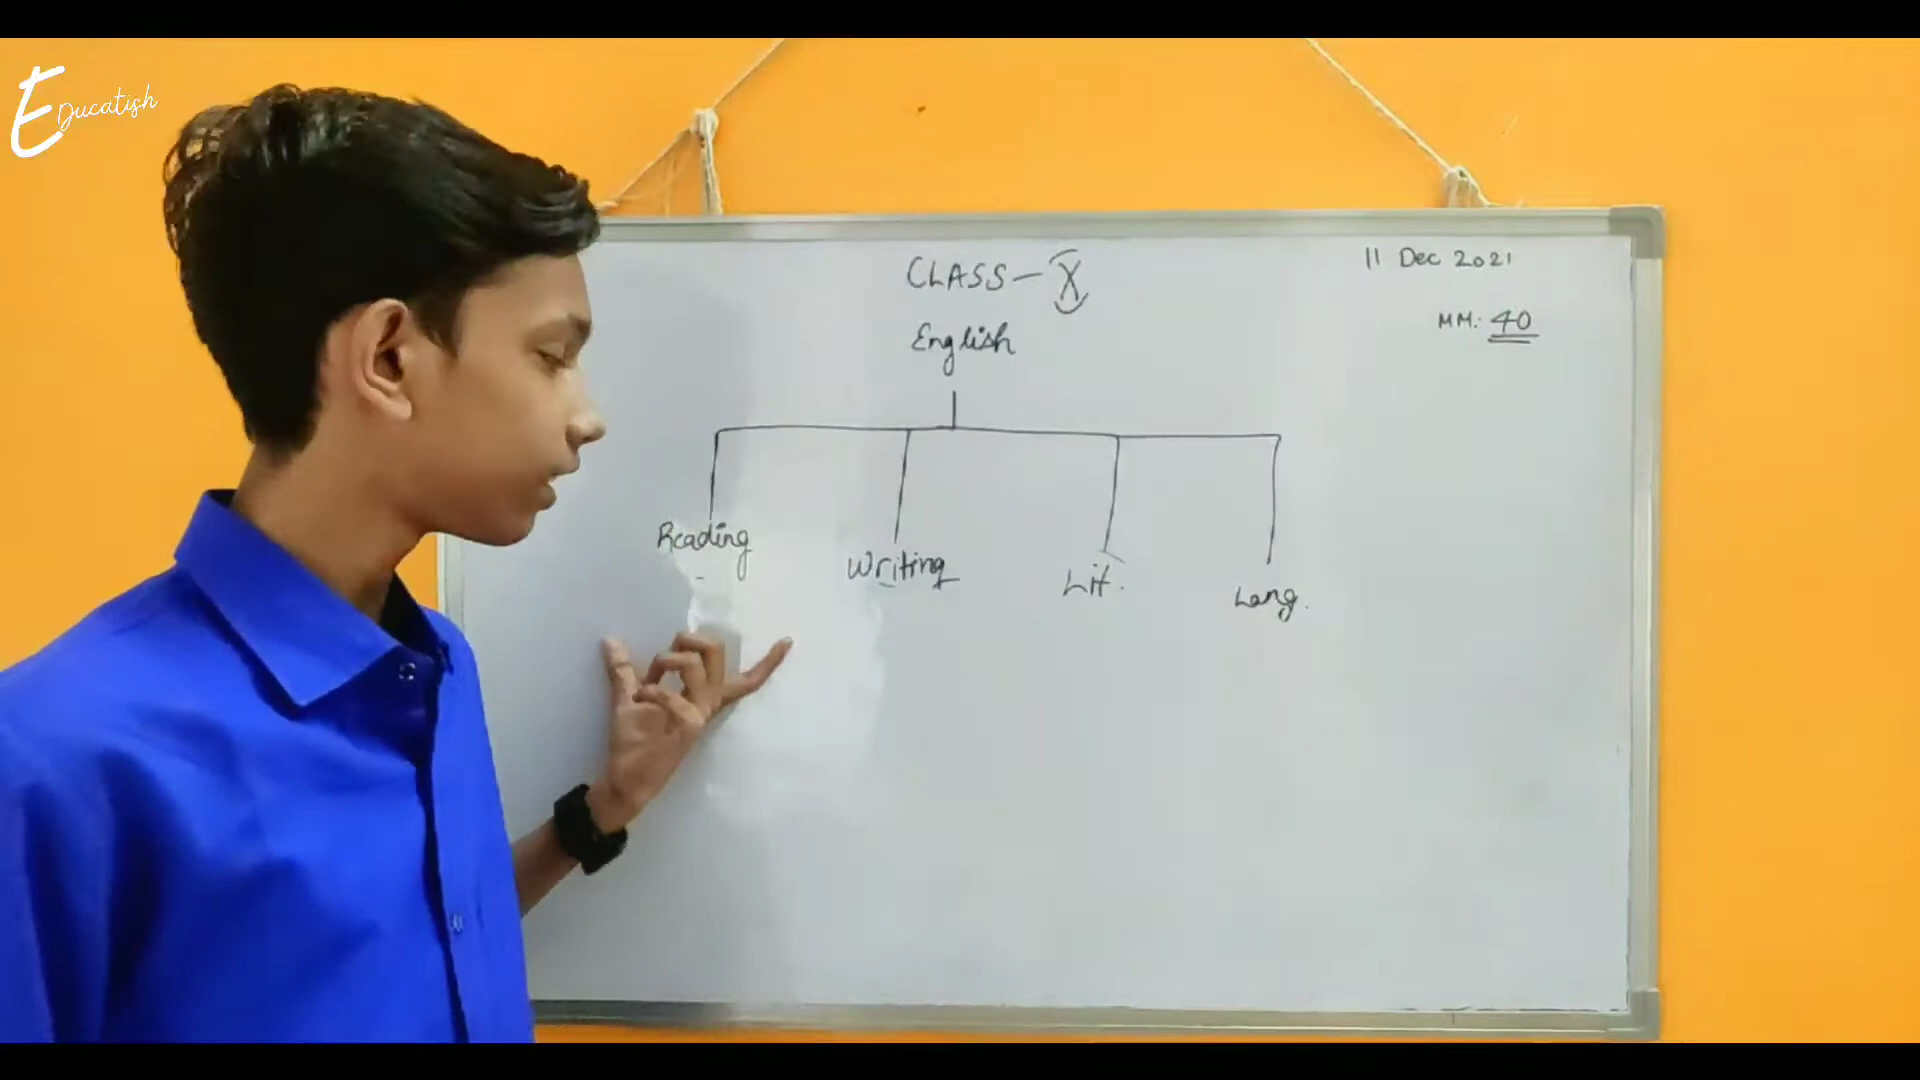 Educatish
CLASS - X
11 Dec 2021
MM: 40
English
Reading
Writing
Lit.
Lang.